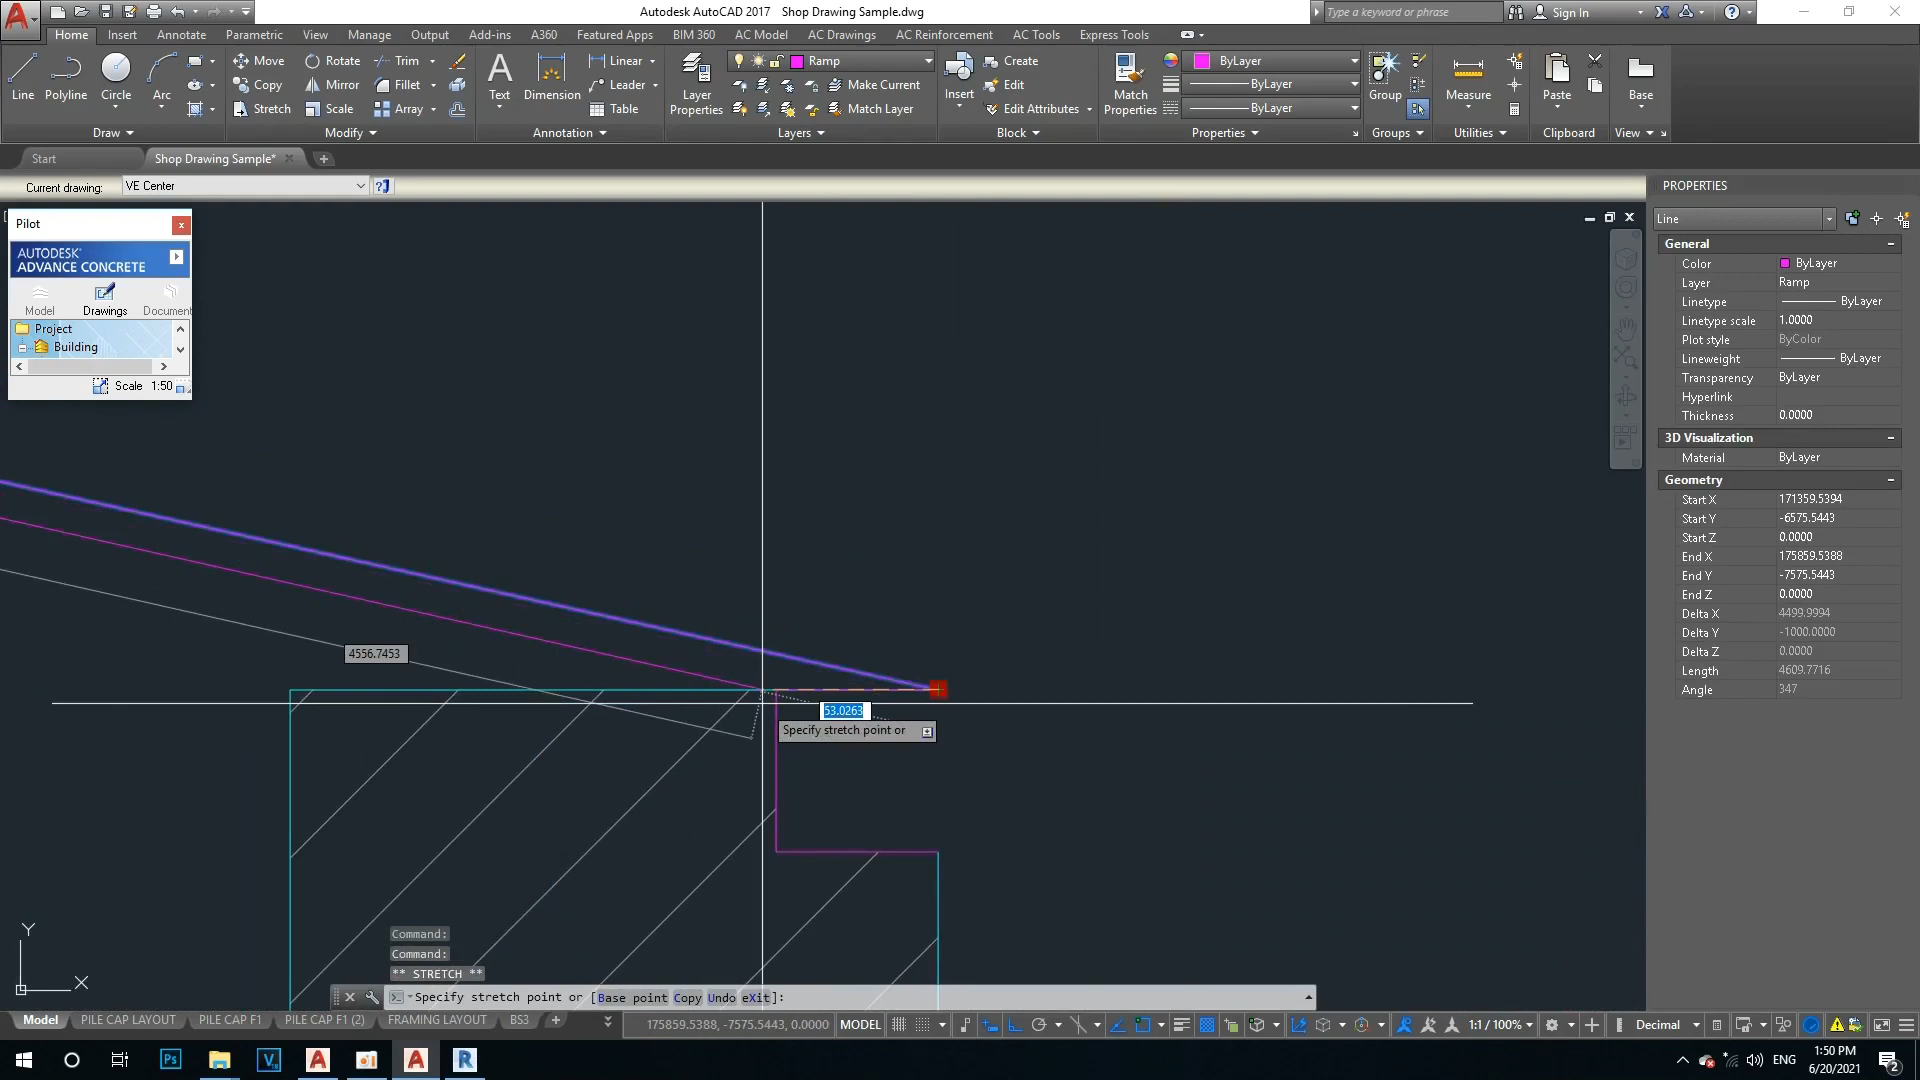 Autodesk AutoCAD 2017 Shop Drawing Sample.dwg
Type a keyword or phrase
Sign In
Home Insert Annotate Parametric View Manage Output Add-ins A360 Featured Apps BIM 360 AC Model AC Drawings AC Reinforcement AC Tools Express Tools
Line Polyline Circle Arc
Move Rotate Trim
Copy Mirror Fillet
Stretch Scale Array
Text Dimension
Linear
Leader
Table
Layer Properties
Ramp
Make Current
Match Layer
Insert
Create
Edit
Edit Attributes
Match Properties
ByLayer
ByLayer
ByLayer
Group
Measure
Paste
Base
Draw Modify Annotation Layers Block Properties Groups Utilities Clipboard View
Start Shop Drawing Sample*
Current drawing: VE Center
Pilot
AUTODESK
ADVANCE CONCRETE
Model Drawings Document
Project
Building
Scale 1:50
PROPERTIES
Line
General
Color ByLayer
Layer Ramp
Linetype ByLayer
Linetype scale 1.0000
Plot style ByColor
Lineweight ByLayer
Transparency ByLayer
Hyperlink
Thickness 0.0000
3D Visualization
Material ByLayer
Geometry
Start X 171359.5394
Start Y -6575.5443
Start Z 0.0000
End X 175859.5388
End Y -7575.5443
End Z 0.0000
Delta X 4499.9994
Delta Y -1000.0000
Delta Z 0.0000
Length 4609.7716
Angle 347
4556.7453
53.0263
Specify stretch point or
Y
X
Command:
Command:
** STRETCH **
Specify stretch point or [Base point Copy Undo eXit]:
Model PILE CAP LAYOUT PILE CAP F1 PILE CAP F1 (2) FRAMING LAYOUT BS3
175859.5388, -7575.5443, 0.0000 MODEL 1:1 / 100% Decimal
Ps V R
ENG
1:50 PM
6/20/2021
2